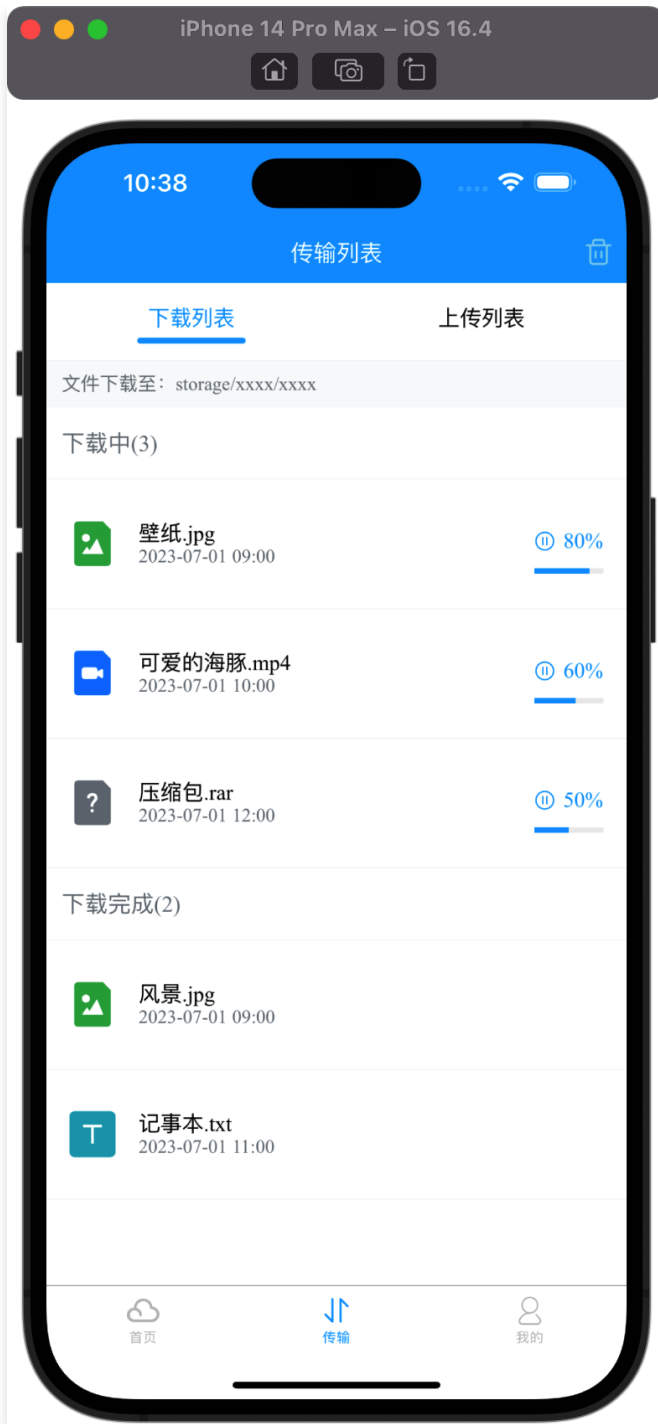 iPhone 14 Pro Max – iOS 16.4
10:38
传输列表
下载列表
上传列表
文件下载至：storage/xxxx/xxxx
下载中(3)
壁纸.jpg
2023-07-01 09:00
80%
可爱的海豚.mp4
2023-07-01 10:00
60%
?
压缩包.rar
2023-07-01 12:00
50%
下载完成(2)
风景.jpg
2023-07-01 09:00
T
记事本.txt
2023-07-01 11:00
首页
传输
我的